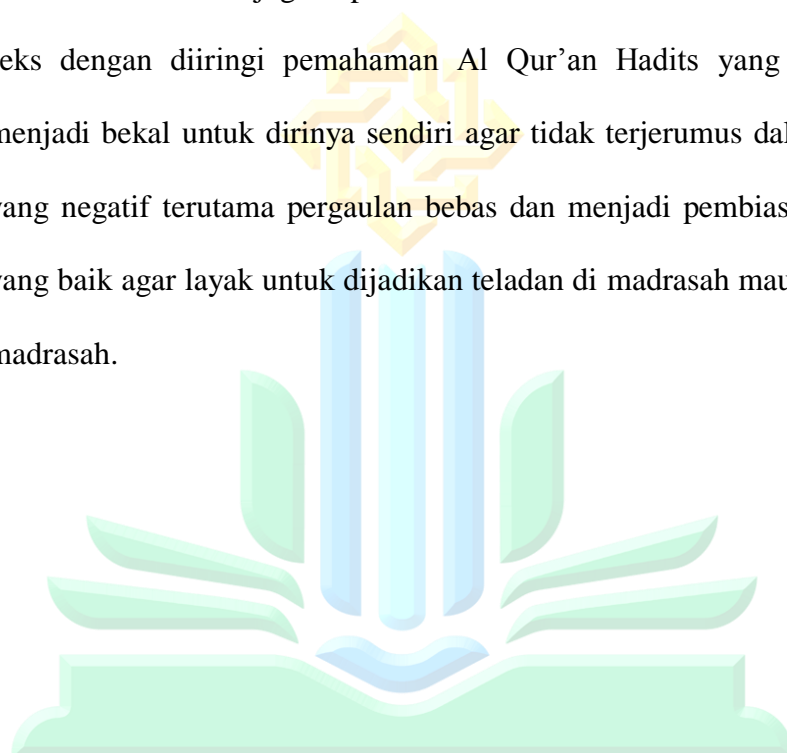 eks dengan diiringi pemahaman Al Qur’an Hadits yang
menjadi bekal untuk dirinya sendiri agar tidak terjerumus dal
yang negatif terutama pergaulan bebas dan menjadi pembias
yang baik agar layak untuk dijadikan teladan di madrasah mau
madrasah.